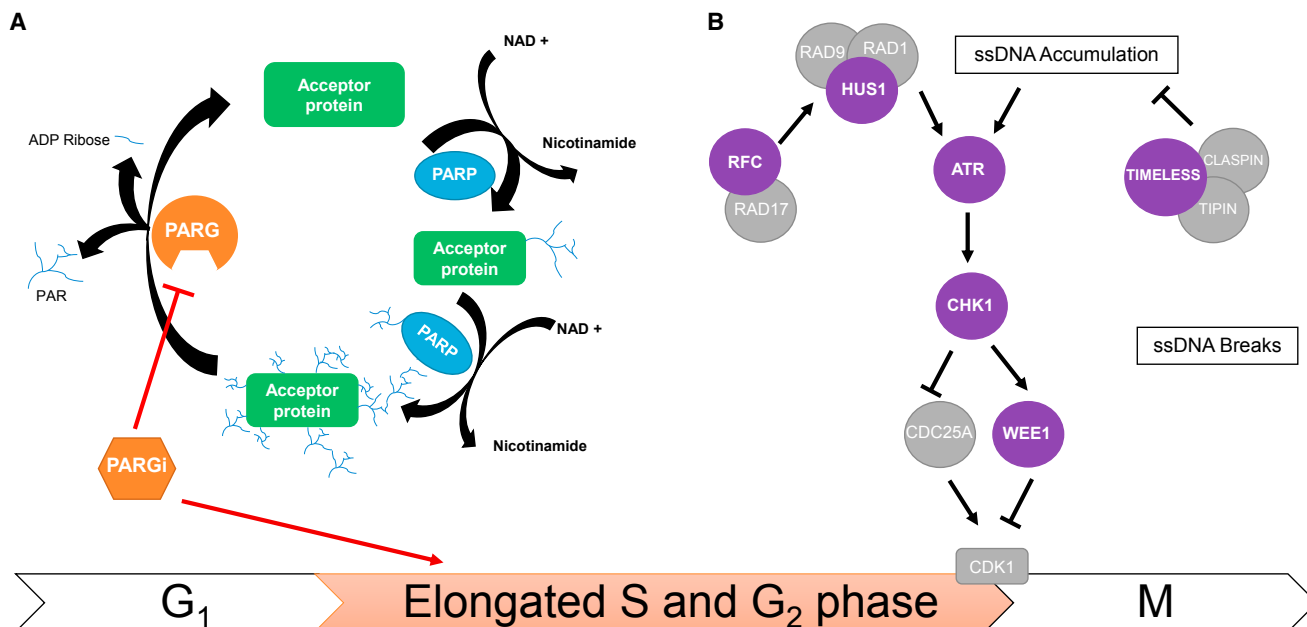 A
NAD +
Acceptor
protein
ADP Ribose
Nicotinamide
PARP
PARG
Acceptor
protein
PAR
NAD +
PARP
Acceptor
protein
Nicotinamide
PARGi
B
RAD9
RAD1
HUS1
ssDNA Accumulation
RFC
RAD17
ATR
TIMELESS
CLASPIN
TIPIN
CHK1
ssDNA Breaks
CDC25A
WEE1
CDK1
G₁
Elongated S and G₂ phase
M